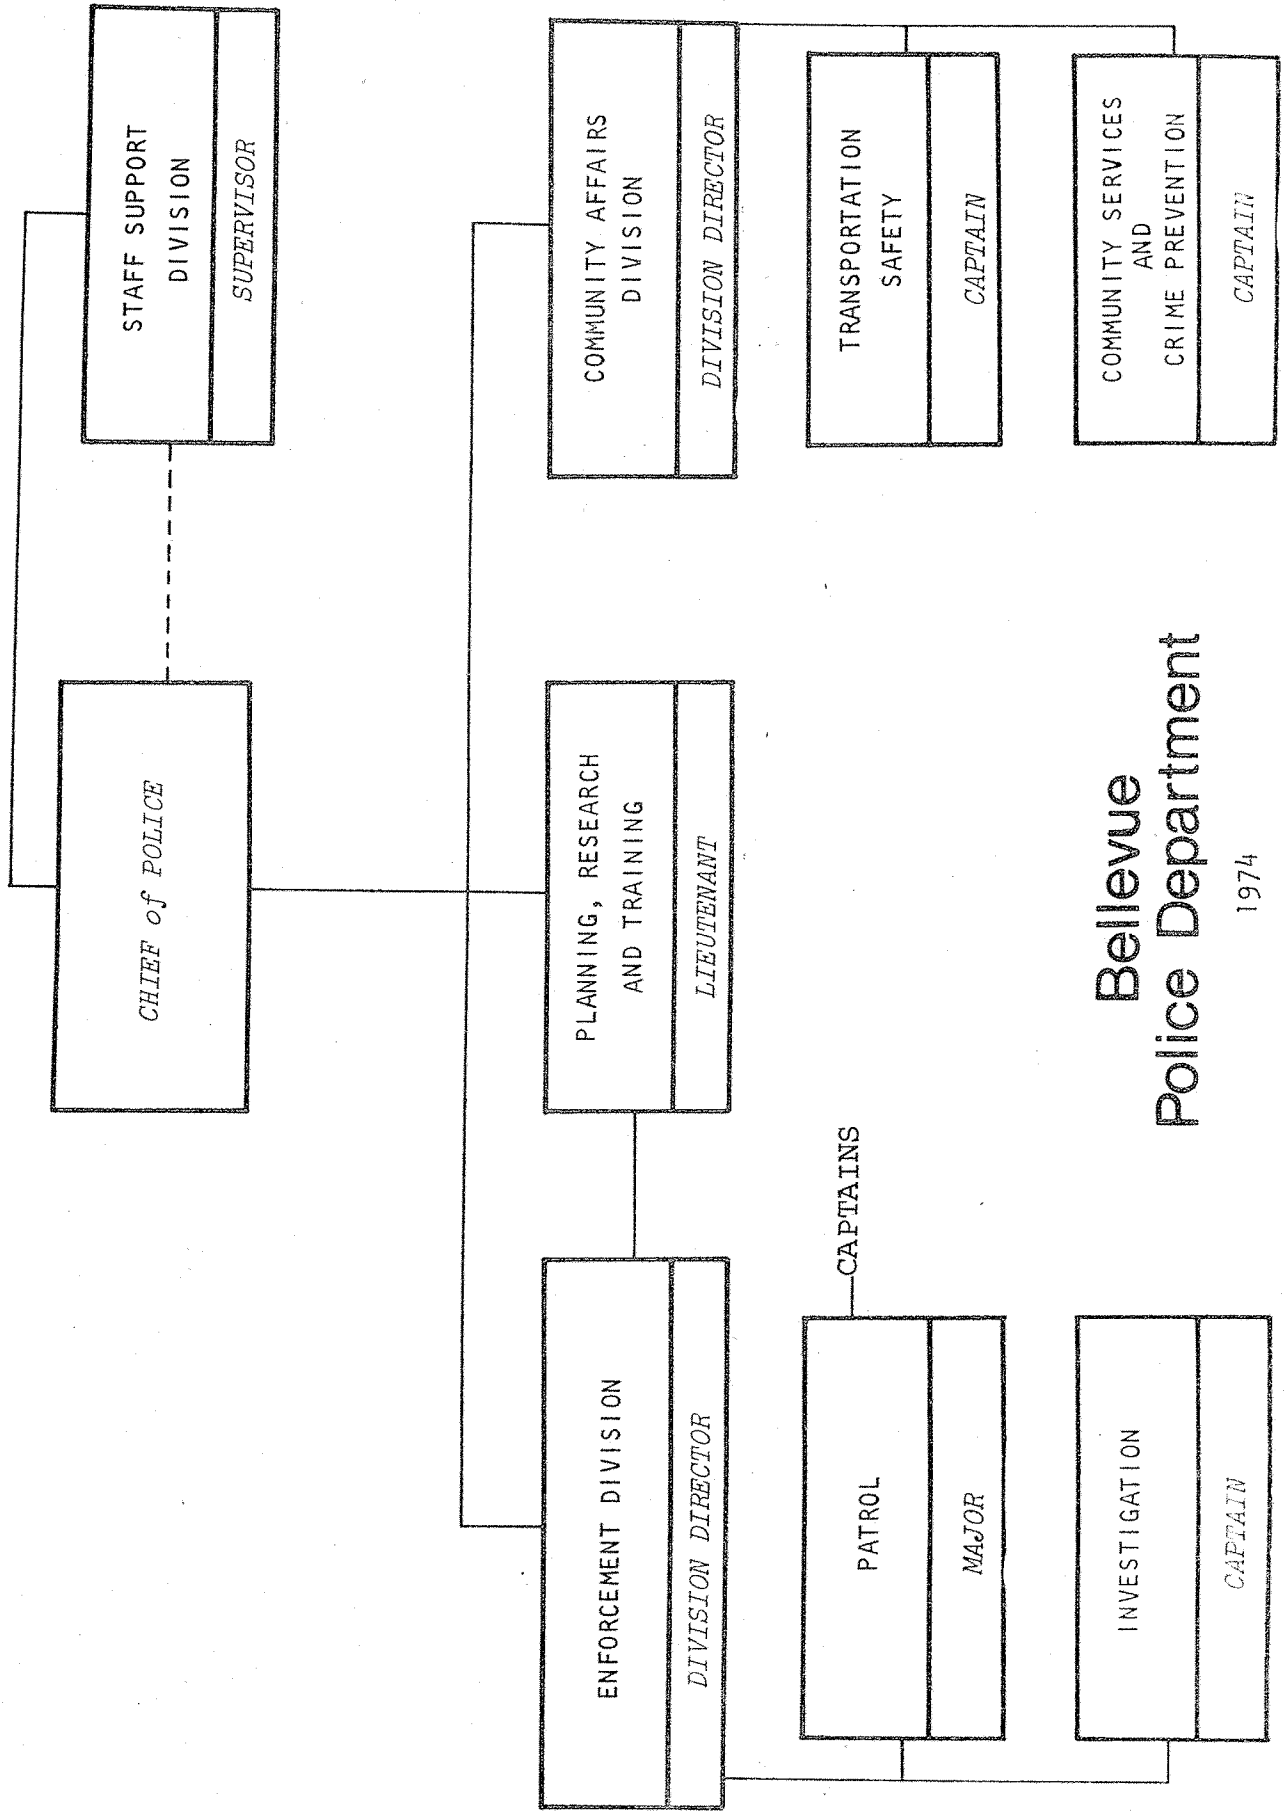 CHIEF of POLICE
STAFF SUPPORT
DIVISION
SUPERVISOR
ENFORCEMENT DIVISION
DIVISION DIRECTOR
PLANNING, RESEARCH
AND TRAINING
LIEUTENANT
COMMUNITY AFFAIRS
DIVISION
DIVISION DIRECTOR
PATROL
MAJOR
CAPTAINS
TRANSPORTATION
SAFETY
CAPTAIN
INVESTIGATION
CAPTAIN
COMMUNITY SERVICES
AND
CRIME PREVENTION
CAPTAIN
Bellevue
Police Department
1974